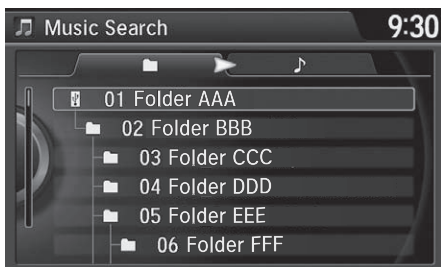 Music Search
9:30
01 Folder AAA
02 Folder BBB
03 Folder CCC
04 Folder DDD
05 Folder EEE
06 Folder FFF